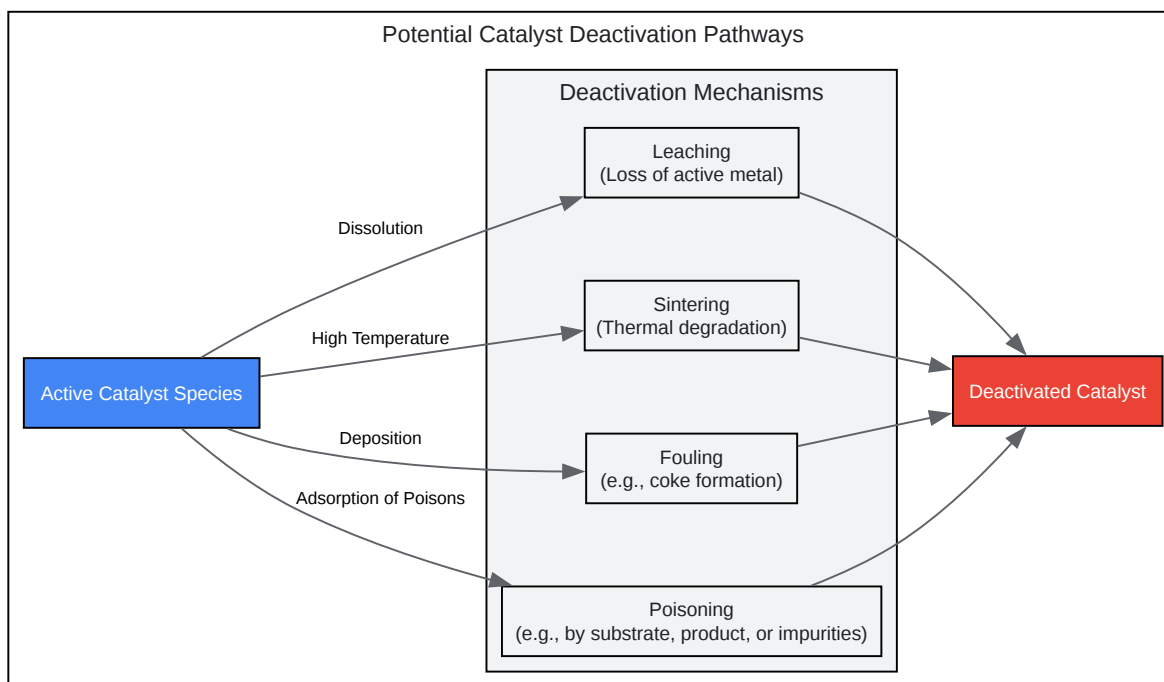 Potential Catalyst Deactivation Pathways
Deactivation Mechanisms
Leaching
(Loss of active metal)
Dissolution
Sintering
(Thermal degradation)
High Temperature
Active Catalyst Species
Deactivated Catalyst
Deposition
Fouling
(e.g., coke formation)
Adsorption of Poisons
Poisoning
(e.g., by substrate, product, or impurities)